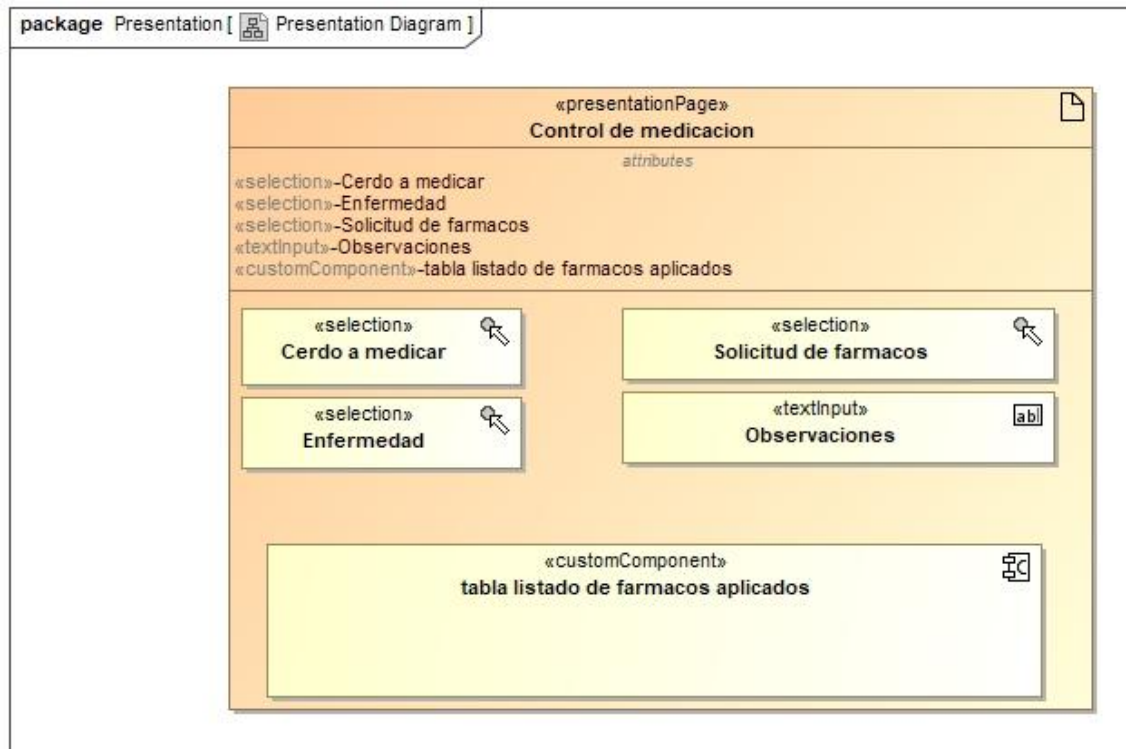 package Presentation [ Presentation Diagram ]
«presentationPage»
Control de medicacion
attributes
«selection»-Cerdo a medicar
«selection»-Enfermedad
«selection»-Solicitud de farmacos
«textInput»-Observaciones
«customComponent»-tabla listado de farmacos aplicados
«selection»
Cerdo a medicar
«selection»
Solicitud de farmacos
«selection»
Enfermedad
«textInput»
Observaciones
ab
«customComponent»
tabla listado de farmacos aplicados